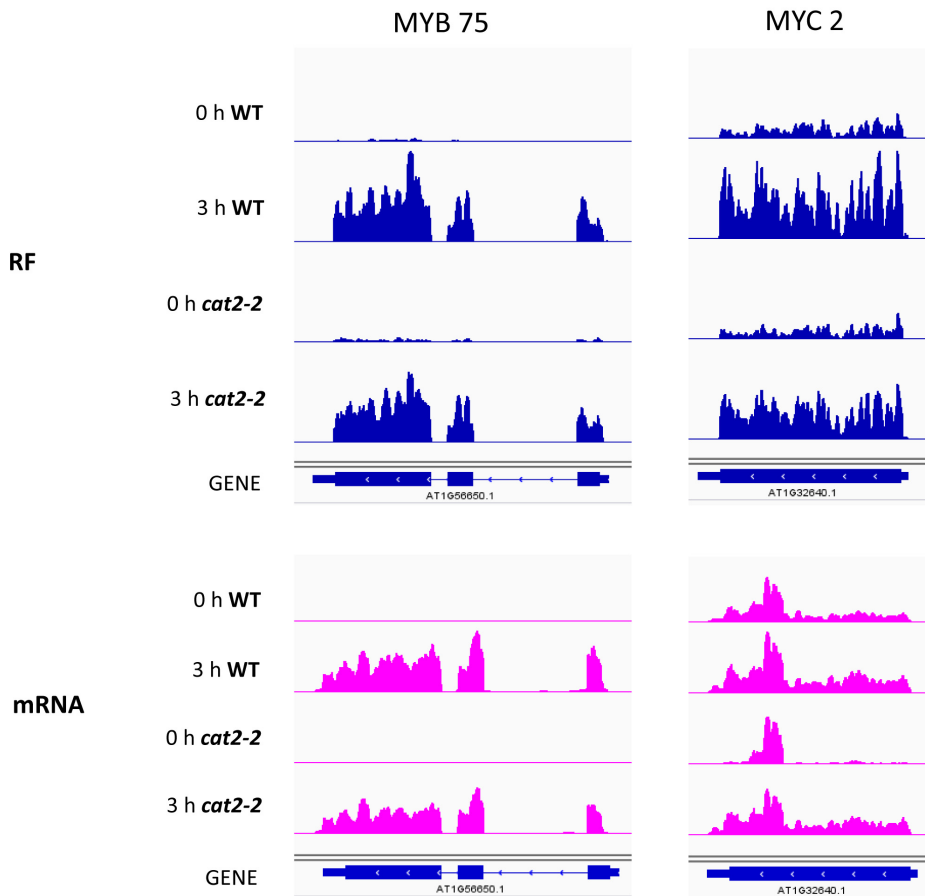 MYB 75
MYC 2
0 h WT
3 h WT
RF
0 h cat2-2
3 h cat2-2
GENE
AT1G56650.1
AT1G32640.1
0 h WT
3 h WT
mRNA
0 h cat2-2
3 h cat2-2
GENE
AT1G56650.1
AT1G32640.1